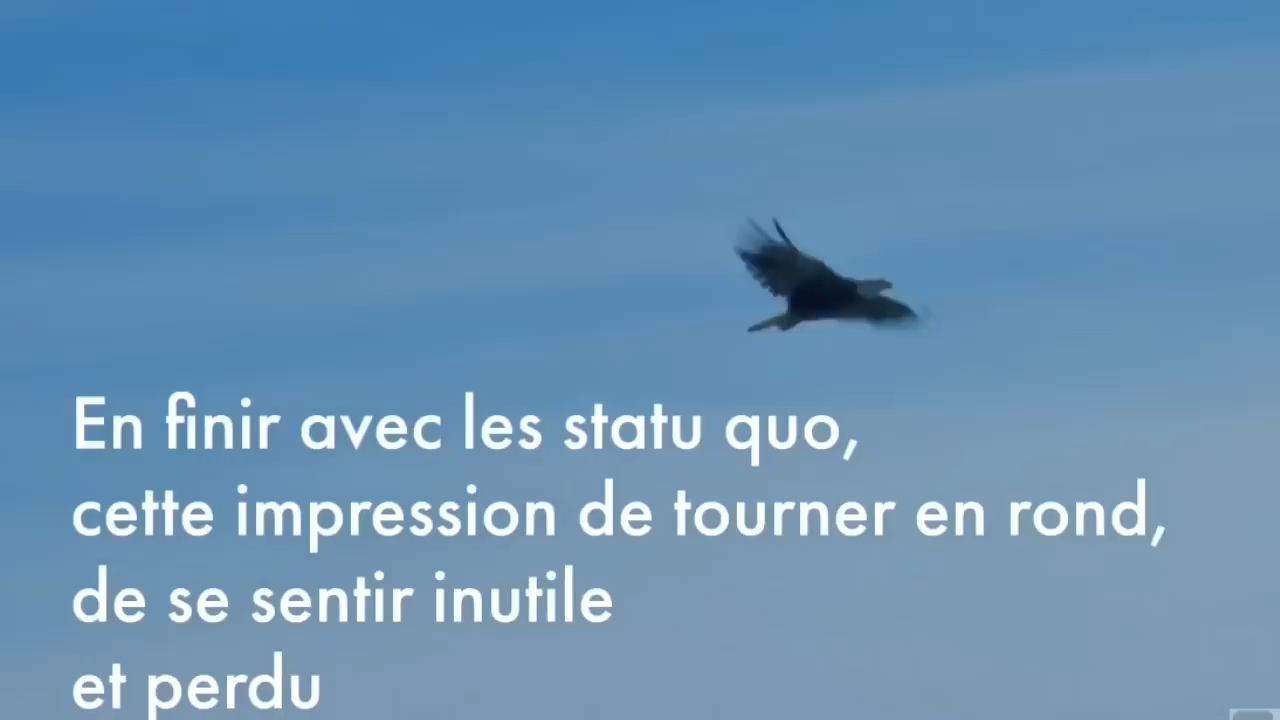 En finir avec les statu quo,
cette impression de tourner en rond,
de se sentir inutile
et perdu